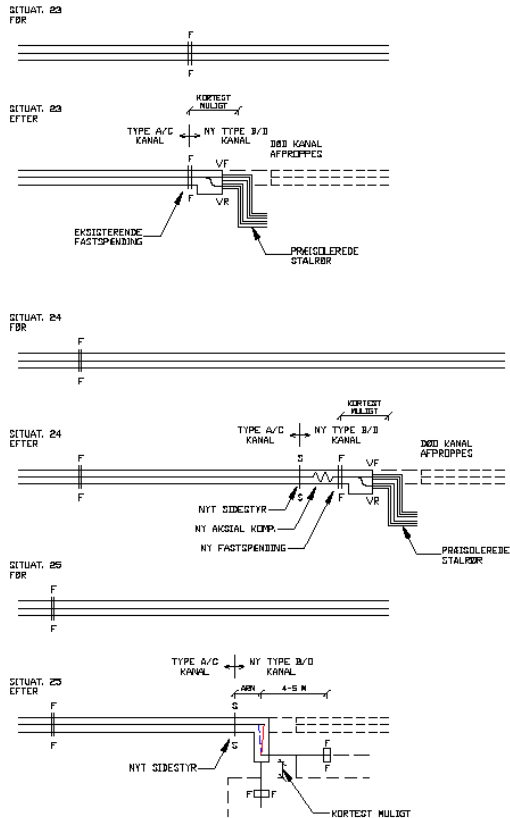 SITUAT. 23
FØR
F
F
SITUAT. 23
EFTER
KORTEST
MULIGT
TYPE A/C
KANAL
NY TYPE B/D
KANAL
DØD KANAL
AFPROPPES
F
VF
F
VR
EKSISTERENDE
FASTSPENDING
PRÆISOLEREDE
STALRØR
SITUAT. 24
FØR
F
F
KORTEST
MULIGT
SITUAT. 24
EFTER
TYPE A/C
KANAL
NY TYPE B/D
KANAL
DØD KANAL
AFPROPPES
F
S
F
VF
F
S
F
VR
NYT SIDESTYR
NY AKSIAL KOMP.
NY FASTSPENDING
PRÆISOLEREDE
STALRØR
SITUAT. 25
FØR
F
F
SITUAT. 25
EFTER
TYPE A/C
KANAL
NY TYPE B/D
KANAL
ARM
4-5 M
F
S
F
S
F
F
NYT SIDESTYR
F
F
KORTEST MULIGT